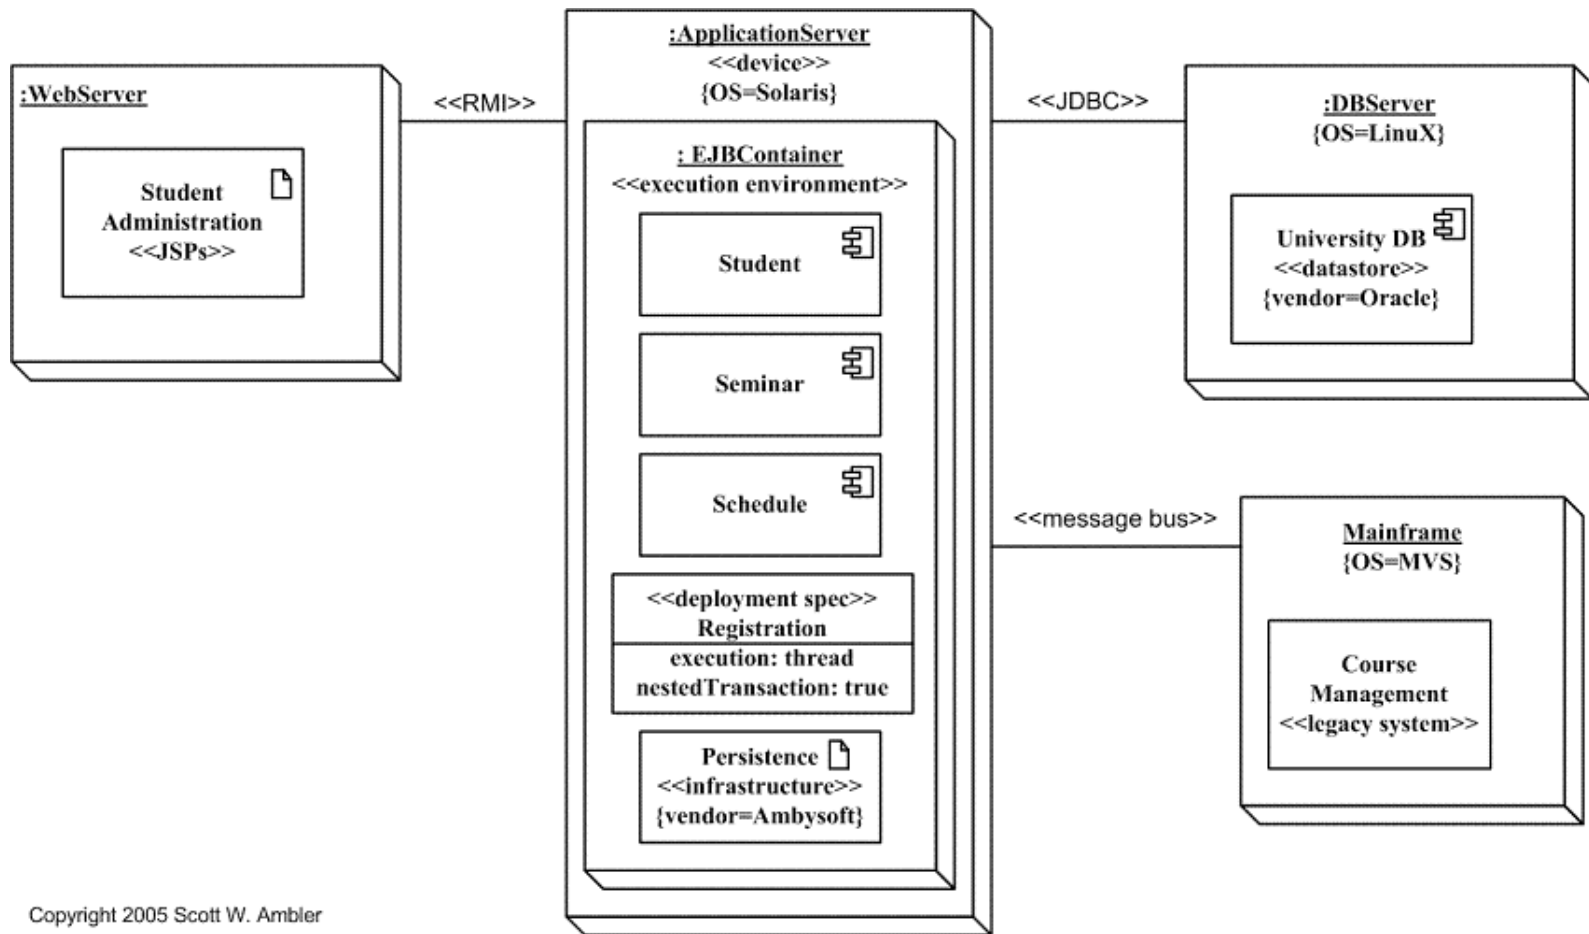 :WebServer
Student
Administration
<<JSPs>>
<<RMI>>
:ApplicationServer
<<device>>
{OS=Solaris}
: EJBContainer
<<execution environment>>
Student
Seminar
Schedule
<<deployment spec>>
Registration
execution: thread
nestedTransaction: true
Persistence
<<infrastructure>>
{vendor=Ambysoft}
<<JDBC>>
:DBServer
{OS=LinuX}
University DB
<<datastore>>
{vendor=Oracle}
<<message bus>>
Mainframe
{OS=MVS}
Course
Management
<<legacy system>>
Copyright 2005 Scott W. Ambler